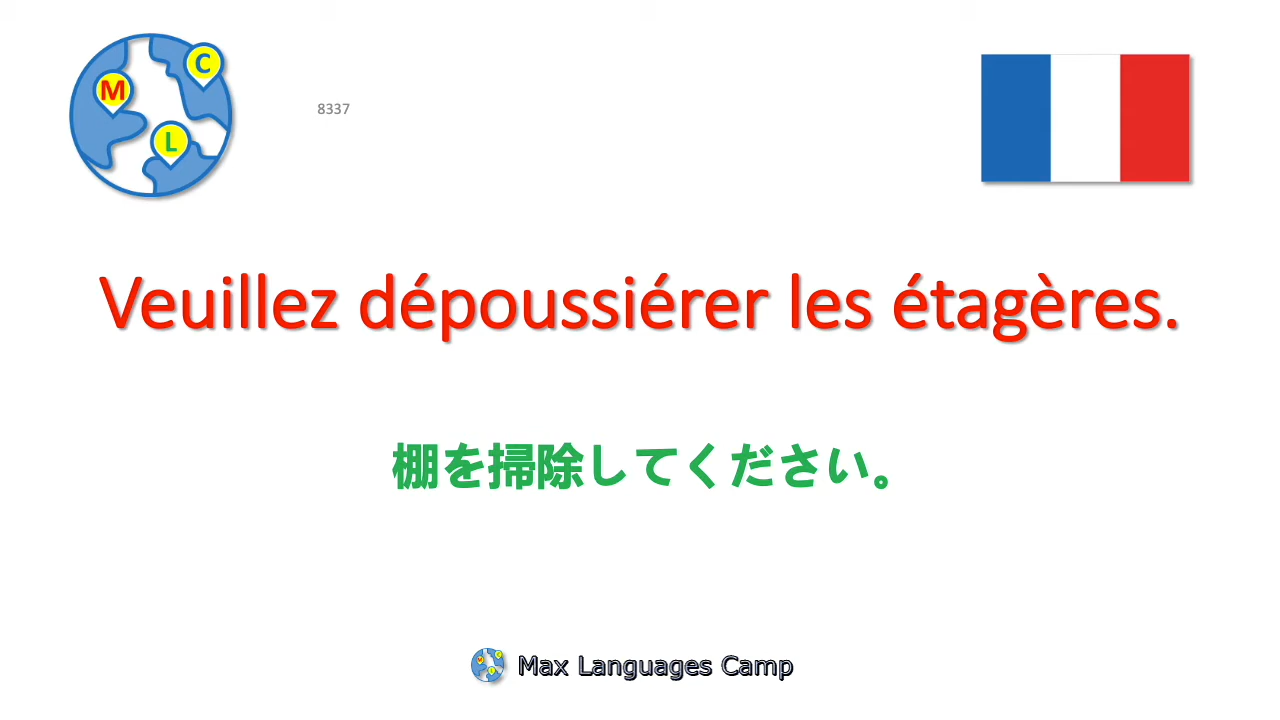 M
C
L
8337
Veuillez dépoussiérer les étagères.
棚を掃除してください。
Max Languages Camp